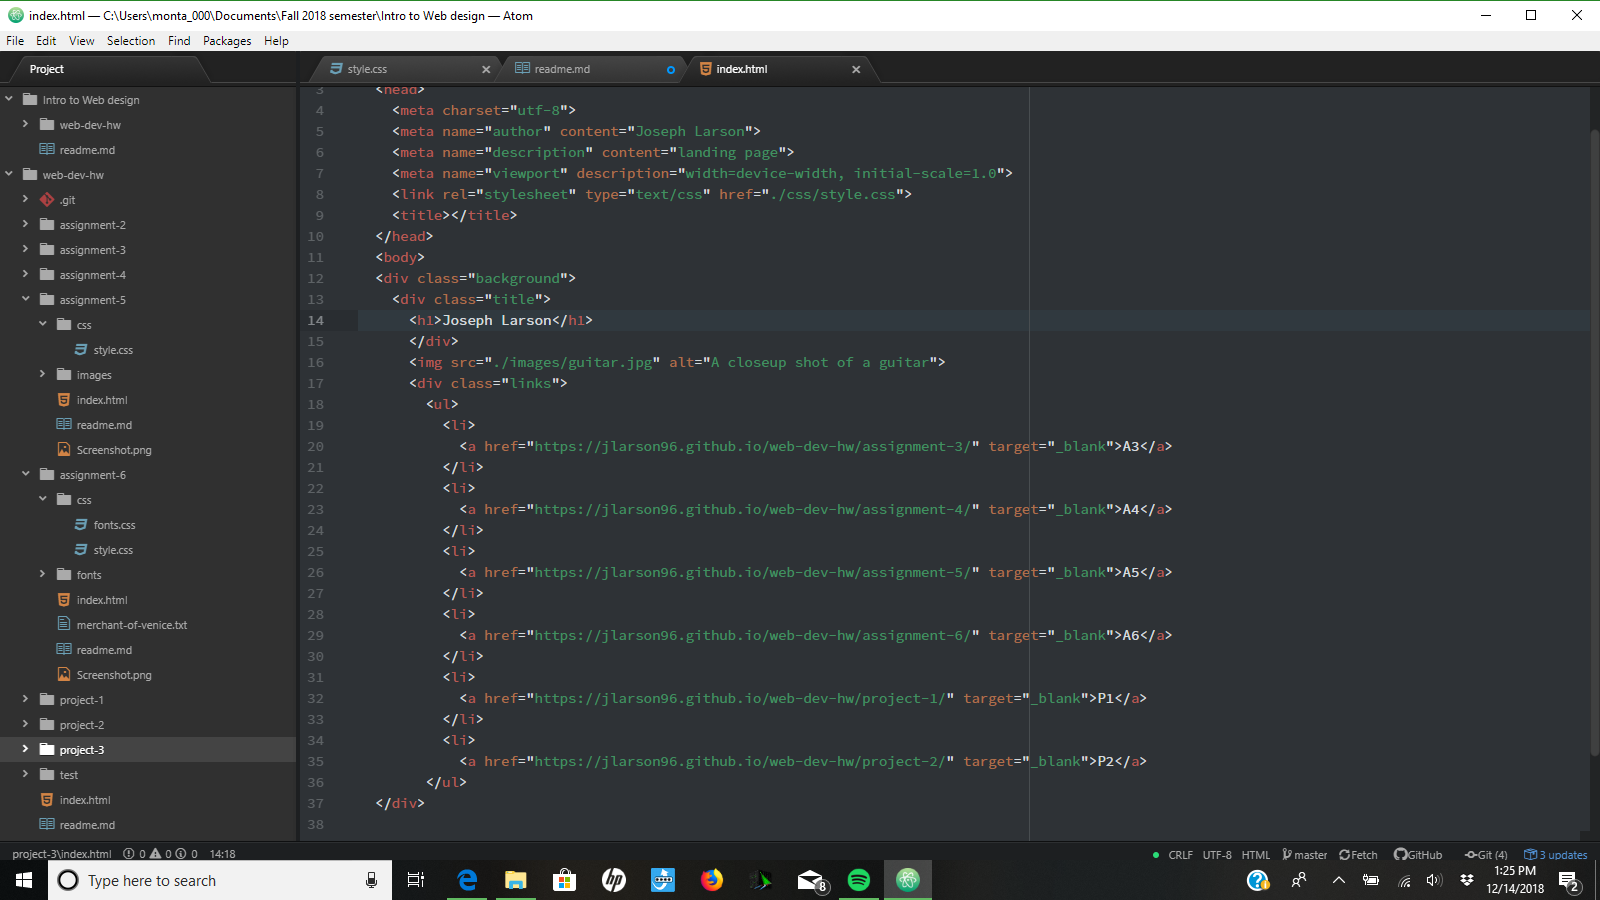 index.html — C:\Users\monta_000\Documents\Fall 2018 semester\Intro to Web design — Atom
File Edit View Selection Find Packages Help
Project
style.css
readme.md
index.html
Intro to Web design
web-dev-hw
readme.md
web-dev-hw
.git
assignment-2
assignment-3
assignment-4
assignment-5
css
style.css
images
index.html
readme.md
Screenshot.png
assignment-6
css
fonts.css
style.css
fonts
index.html
merchant-of-venice.txt
readme.md
Screenshot.png
project-1
project-2
project-3
test
index.html
readme.md
3 <head>
4 <meta charset="utf-8">
5 <meta name="author" content="Joseph Larson">
6 <meta name="description" content="landing page">
7 <meta name="viewport" description="width=device-width, initial-scale=1.0">
8 <link rel="stylesheet" type="text/css" href="./css/style.css">
9 <title></title>
10 </head>
11 <body>
12 <div class="background">
13 <div class="title">
14 <h1>Joseph Larson</h1>
15 </div>
16 <img src="./images/guitar.jpg" alt="A closeup shot of a guitar">
17 <div class="links">
18 <ul>
19 <li>
20 <a href="https://jlarson96.github.io/web-dev-hw/assignment-3/" target="_blank">A3</a>
21 </li>
22 <li>
23 <a href="https://jlarson96.github.io/web-dev-hw/assignment-4/" target="_blank">A4</a>
24 </li>
25 <li>
26 <a href="https://jlarson96.github.io/web-dev-hw/assignment-5/" target="_blank">A5</a>
27 </li>
28 <li>
29 <a href="https://jlarson96.github.io/web-dev-hw/assignment-6/" target="_blank">A6</a>
30 </li>
31 <li>
32 <a href="https://jlarson96.github.io/web-dev-hw/project-1/" target="_blank">P1</a>
33 </li>
34 <li>
35 <a href="https://jlarson96.github.io/web-dev-hw/project-2/" target="_blank">P2</a>
36 </ul>
37 </div>
38
project-3\index.html 0 0 0 14:18
CRLF UTF-8 HTML master Fetch GitHub Git (4) 3 updates
Type here to search
hp
8
1:25 PM
12/14/2018
2